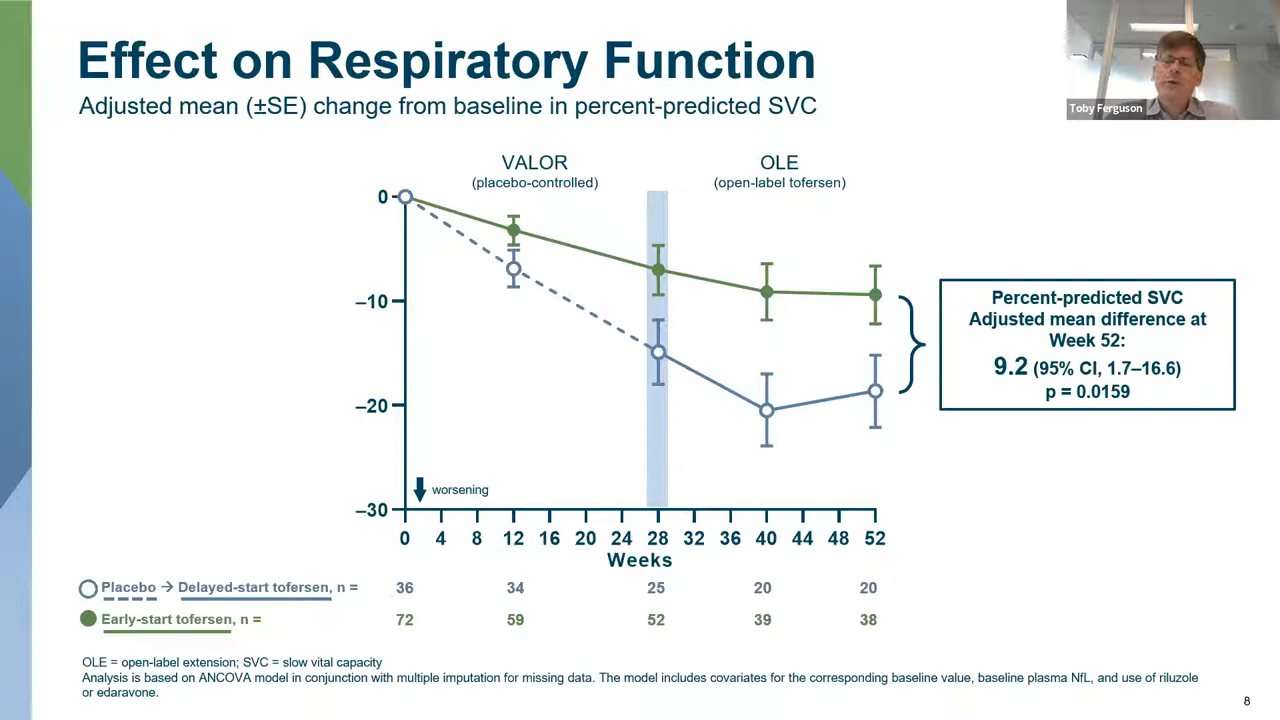 Effect on Respiratory Function
Adjusted mean (±SE) change from baseline in percent-predicted SVC
Toby Ferguson
VALOR
(placebo-controlled)
OLE
(open-label tofersen)
0
–10
–20
–30
worsening
0 4 8 12 16 20 24 28 32 36 40 44 48 52
Weeks
Percent-predicted SVC
Adjusted mean difference at
Week 52:
9.2 (95% CI, 1.7–16.6)
p = 0.0159
Placebo → Delayed-start tofersen, n = 36 34 25 20 20
Early-start tofersen, n = 72 59 52 39 38
OLE = open-label extension; SVC = slow vital capacity
Analysis is based on ANCOVA model in conjunction with multiple imputation for missing data. The model includes covariates for the corresponding baseline value, baseline plasma NfL, and use of riluzole
or edaravone.
8